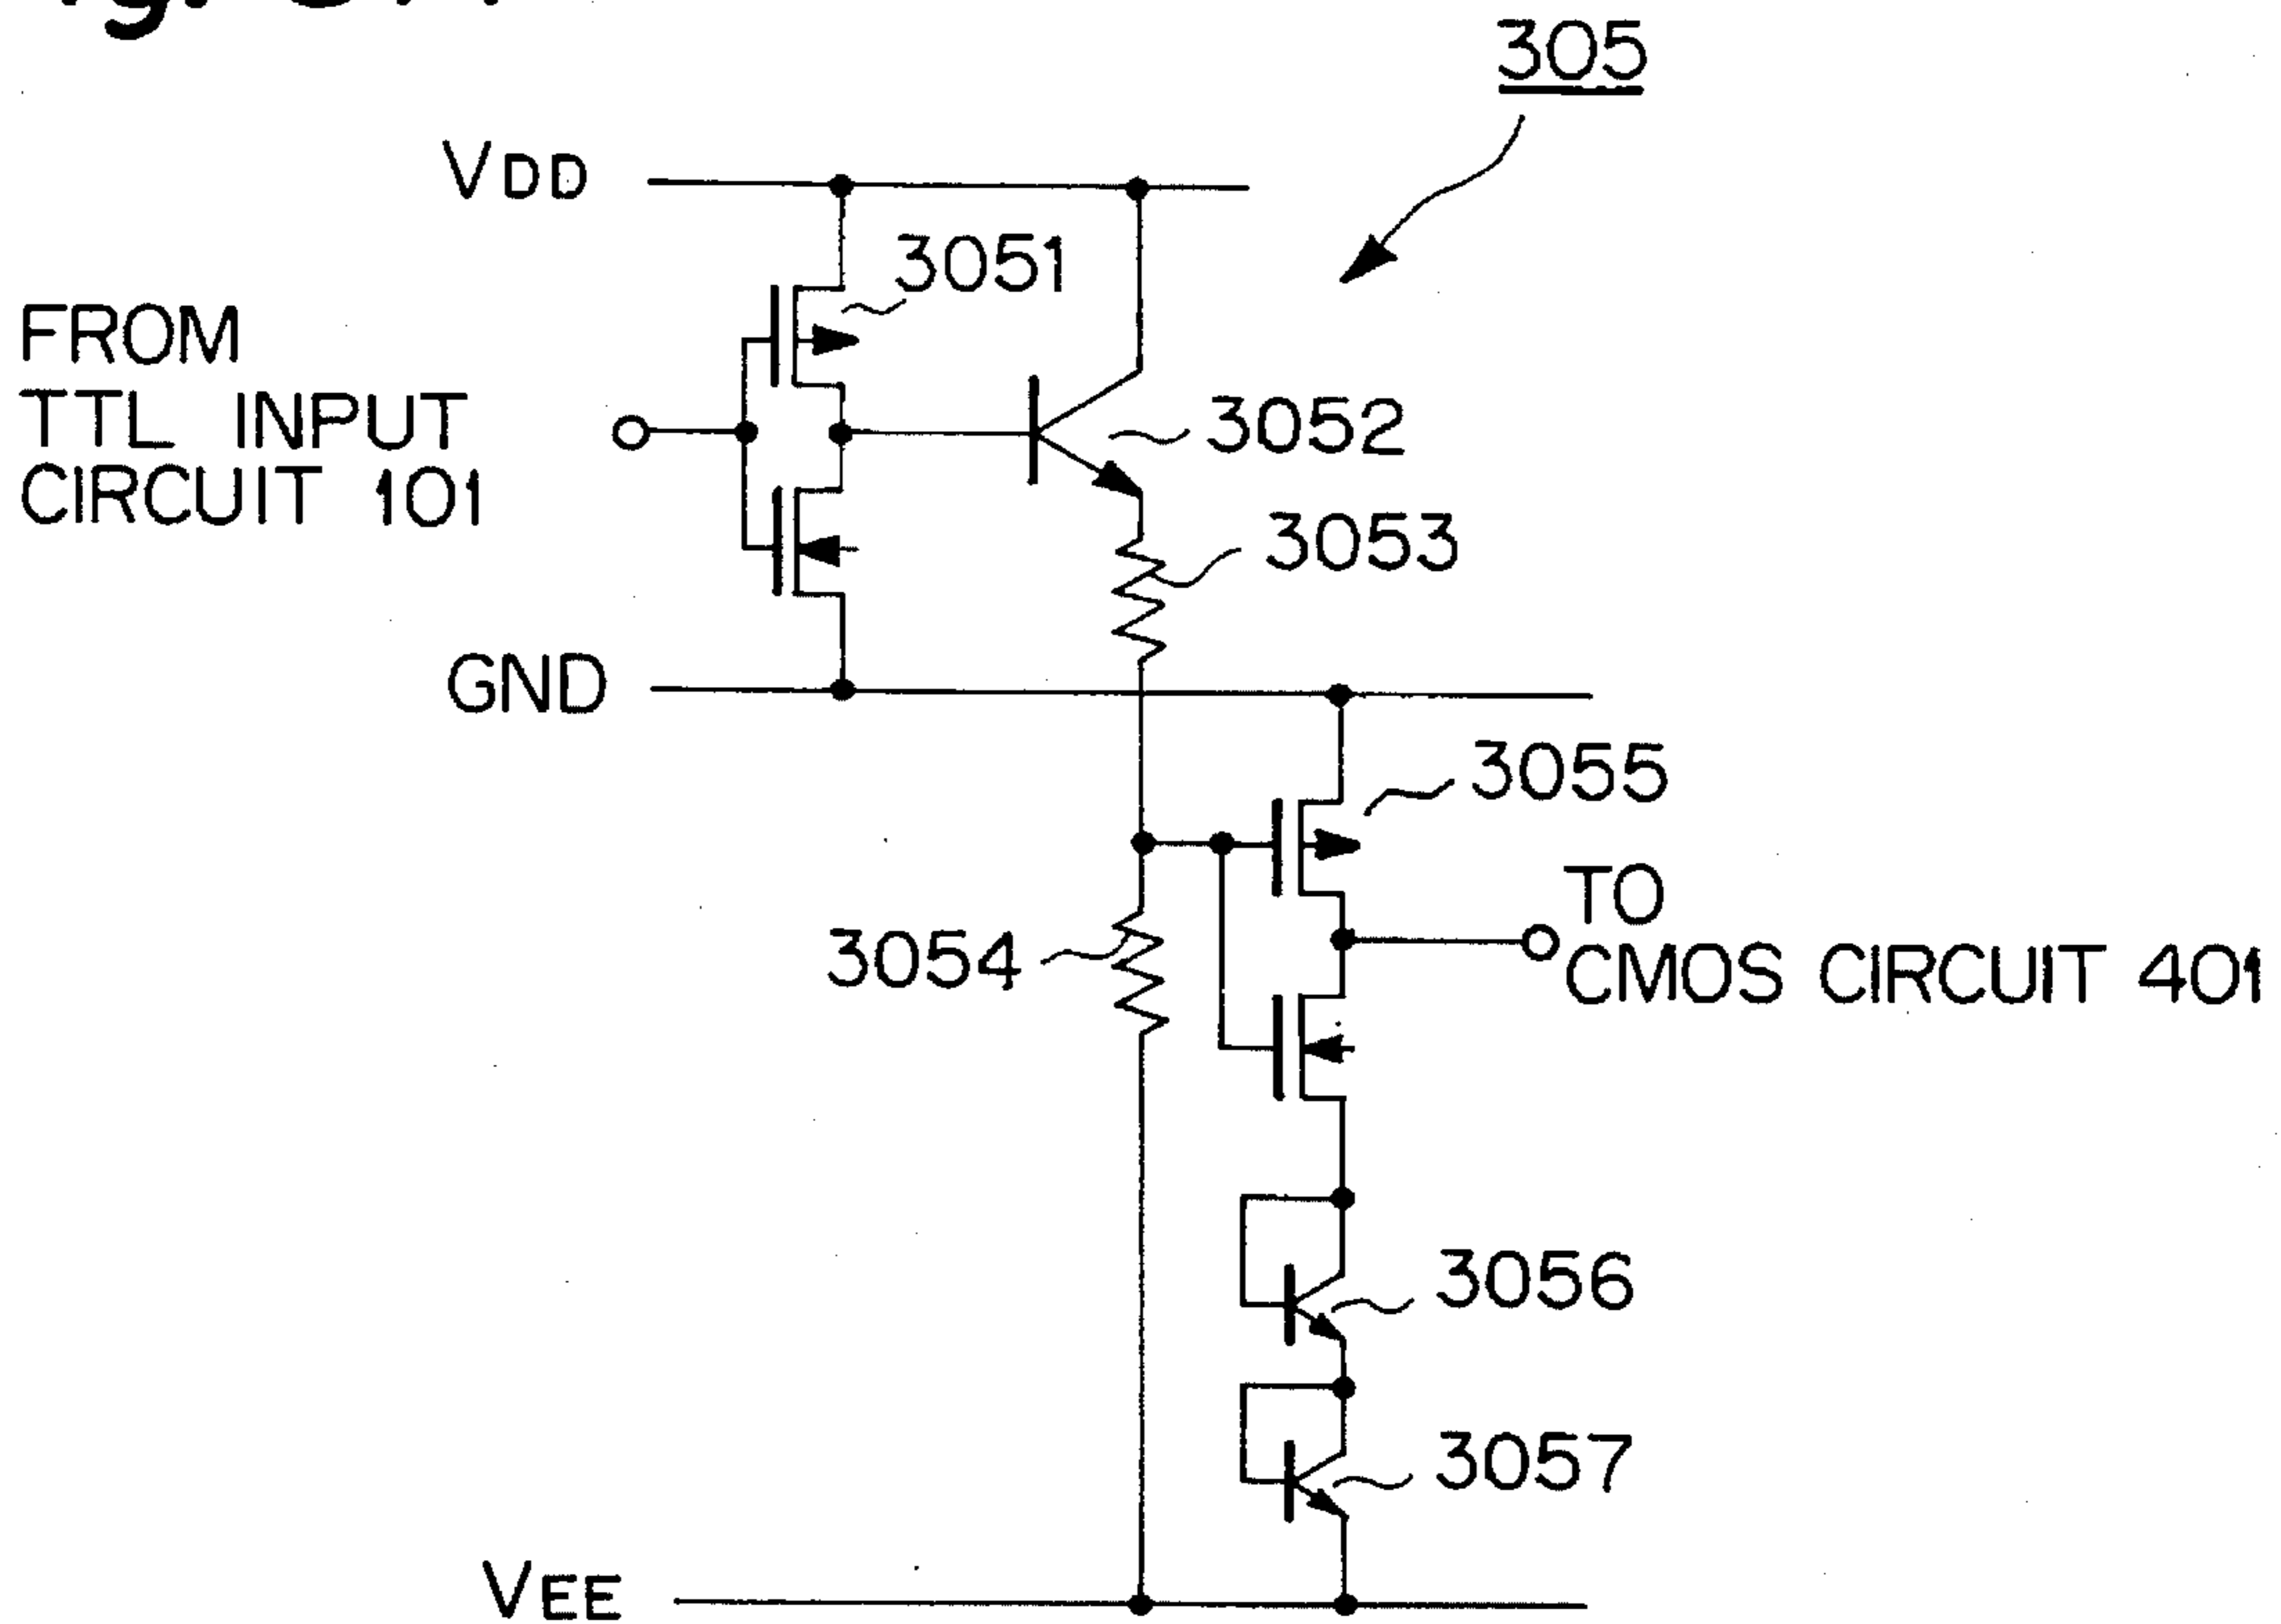 305
VDD
3051
FROM
TTL INPUT
CIRCUIT 101
3052
3053
GND
3055
TO
CMOS CIRCUIT 401
3054
3056
3057
VEE